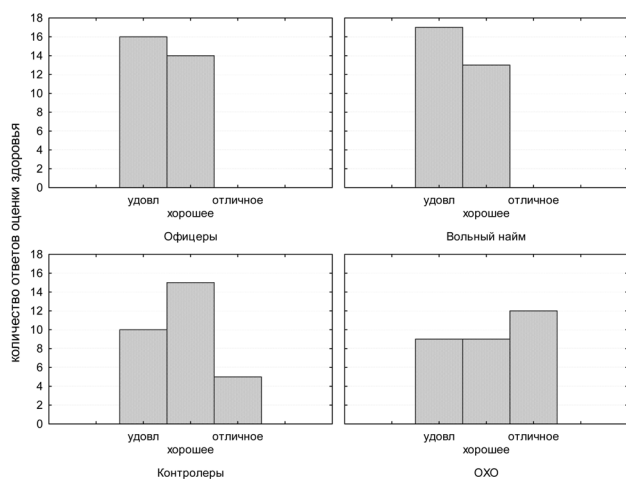 количество ответов оценки здоровья
18
16
14
12
10
8
6
4
2
0
удовл
хорошее
отличное
Офицеры
удовл
хорошее
отличное
Вольный найм
18
16
14
12
10
8
6
4
2
0
удовл
хорошее
отличное
Контролеры
удовл
хорошее
отличное
ОХО